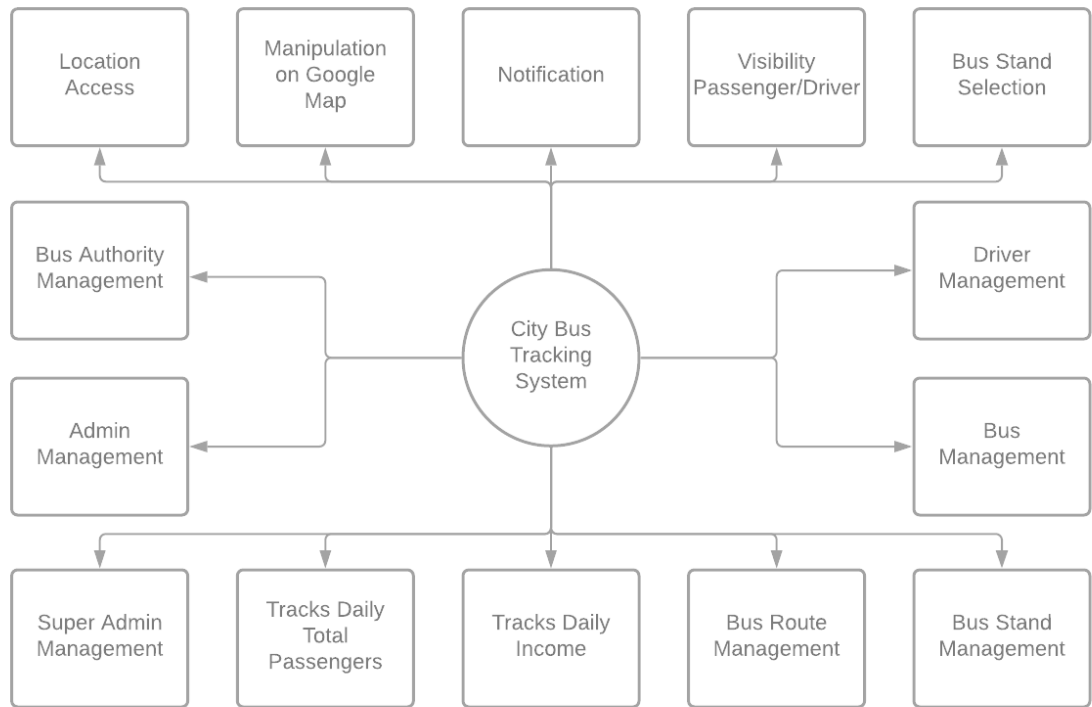 Location
Access
Manipulation
on Google
Map
Notification
Visibility
Passenger/Driver
Bus Stand
Selection
Bus Authority
Management
Driver
Management
City Bus
Tracking
System
Admin
Management
Bus
Management
Super Admin
Management
Tracks Daily
Total
Passengers
Tracks Daily
Income
Bus Route
Management
Bus Stand
Management